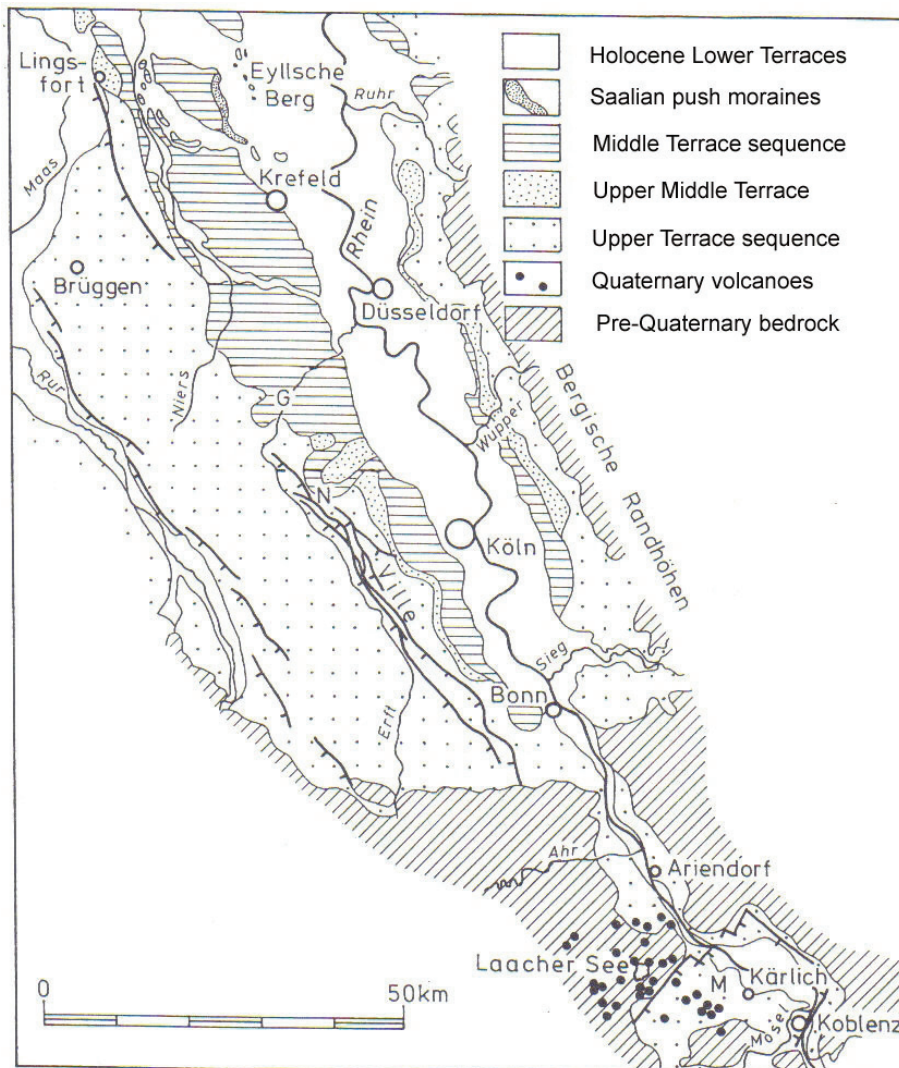 Lings-
fort
Eyllsche
Berg
Ruhr
Maas
Krefeld
Rhein
Brüggen
Düsseldorf
Rur
Niers
G
Wupper
Bergische
Randhöhen
N
Köln
Ville
Sieg
Bonn
Erft
Ahr
Ariendorf
Laacher See
M
Kärlich
Mosel
Koblenz
0
50km
Holocene Lower Terraces
Saalian push moraines
Middle Terrace sequence
Upper Middle Terrace
Upper Terrace sequence
Quaternary volcanoes
Pre-Quaternary bedrock